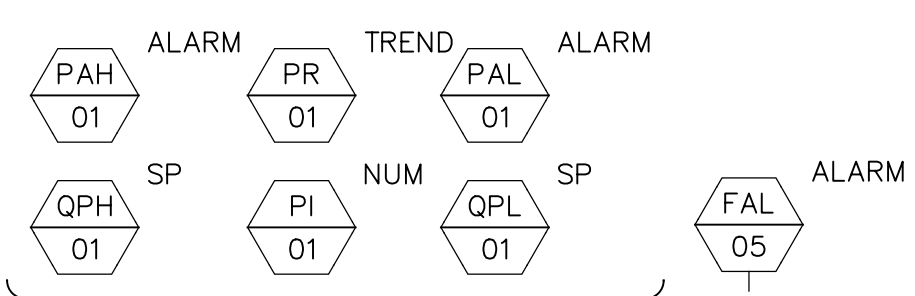 ALARM TREND ALARM
PAH PR PAL
01 01 01
SP NUM SP ALARM
QPH PI QPL FAL
01 01 01 05